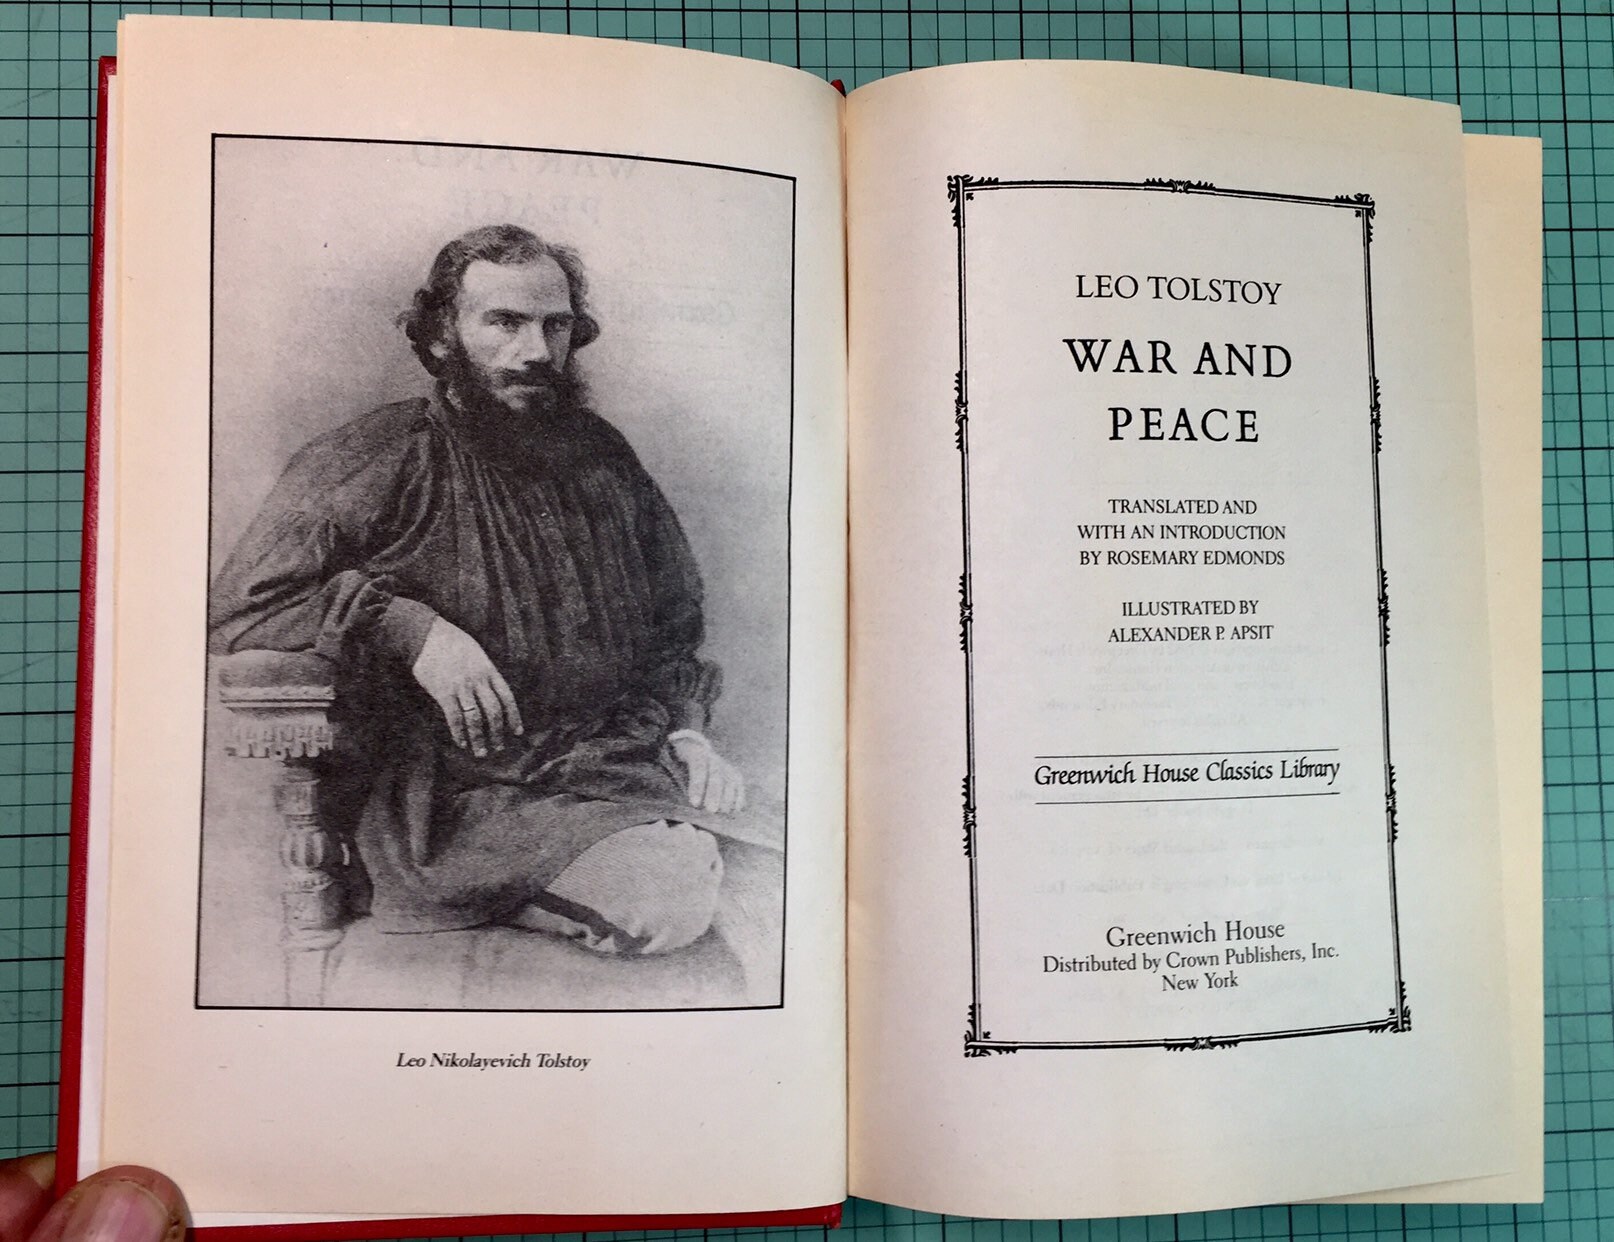 Leo Nikolayevich Tolstoy
LEO TOLSTOY
WAR AND
PEACE
TRANSLATED AND
WITH AN INTRODUCTION
BY ROSEMARY EDMONDS
ILLUSTRATED BY
ALEXANDER P. APSIT
Greenwich House Classics Library
Greenwich House
Distributed by Crown Publishers, Inc.
New York